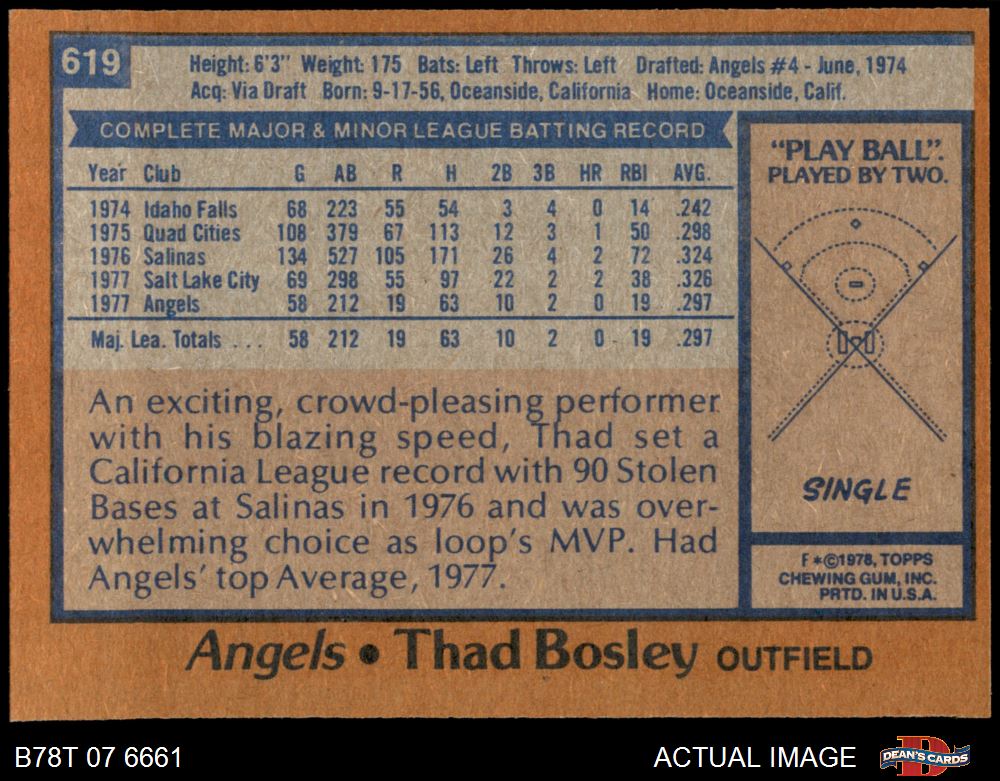 619
Height: 6'3" Weight: 175 Bats: Left Throws: Left Drafted: Angels #4 - June, 1974
Acq: Via Draft Born: 9-17-56, Oceanside, California Home: Oceanside, Calif.
COMPLETE MAJOR & MINOR LEAGUE BATTING RECORD
Year Club G AB R H 2B 3B HR RBI AVG.
1974 Idaho Falls 68 223 55 54 3 4 0 14 .242
1975 Quad Cities 108 379 67 113 12 3 1 50 .298
1976 Salinas 134 527 105 171 26 4 2 72 .324
1977 Salt Lake City 69 298 55 97 22 2 2 38 .326
1977 Angels 58 212 19 63 10 2 0 19 .297
Maj. Lea. Totals . . . 58 212 19 63 10 2 0 19 .297
An exciting, crowd-pleasing performer
with his blazing speed, Thad set a
California League record with 90 Stolen
Bases at Salinas in 1976 and was over-
whelming choice as loop's MVP. Had
Angels' top Average, 1977.
"PLAY BALL".
PLAYED BY TWO.
SINGLE
F*©1978, TOPPS
CHEWING GUM, INC.
PRTD. IN U.S.A.
Angels • Thad Bosley OUTFIELD
B78T 07 6661
ACTUAL IMAGE
DEAN'S CARDS